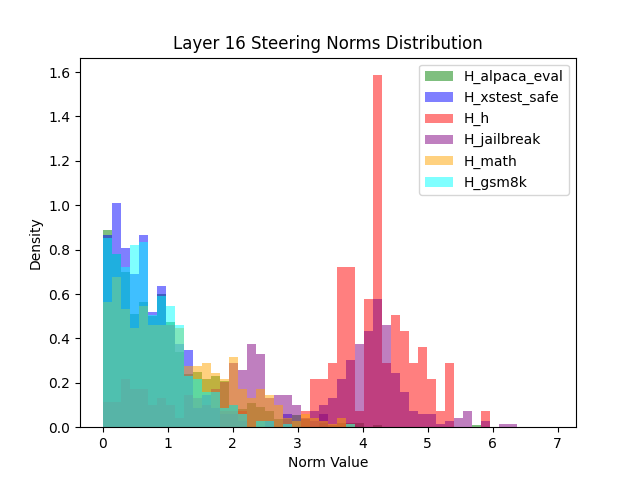 Layer 16 Steering Norms Distribution
1.6
1.4
1.2
1.0
0.8
0.6
0.4
0.2
0.0
Density
H_alpaca_eval
H_xstest_safe
H_h
H_jailbreak
H_math
H_gsm8k
0 1 2 3 4 5 6 7
Norm Value